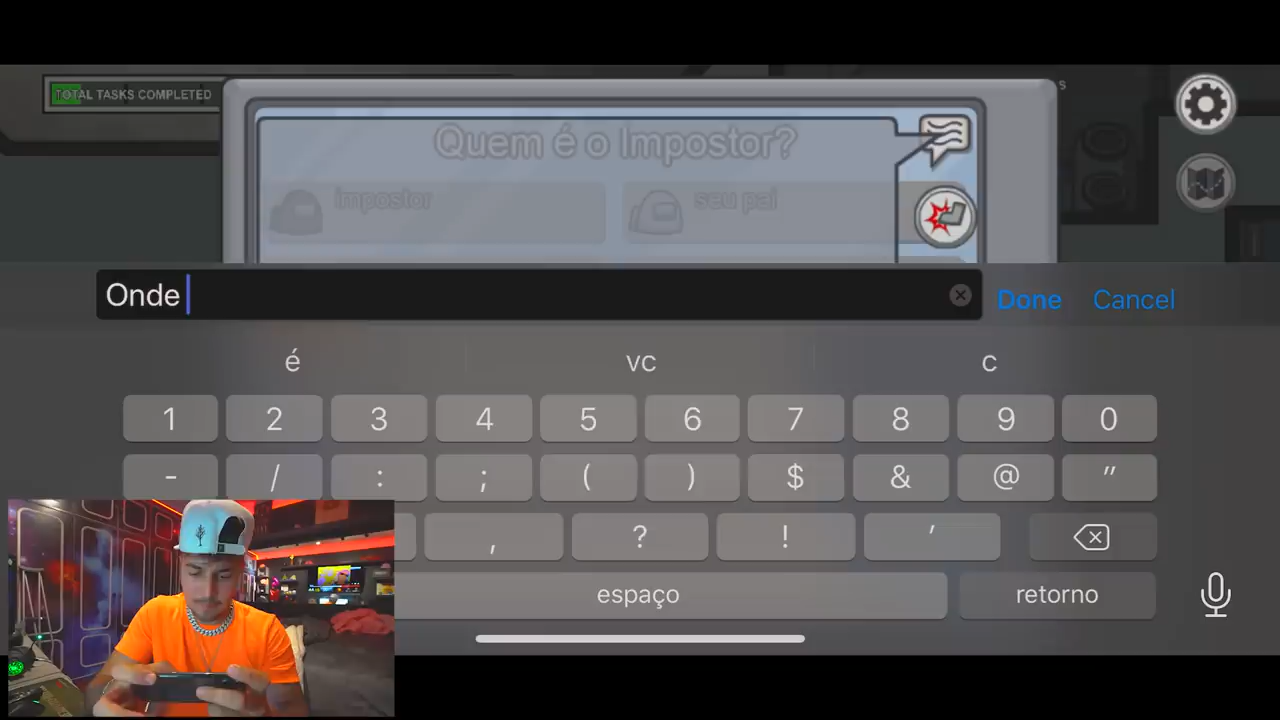 TOTAL TASKS COMPLETED
s
Quem é o Impostor?
impostor
seu pai
Onde
Done
Cancel
é
vc
c
1 2 3 4 5 6 7 8 9 0
- / : ; ( ) $ & @ "
, ? ! '
espaço
retorno